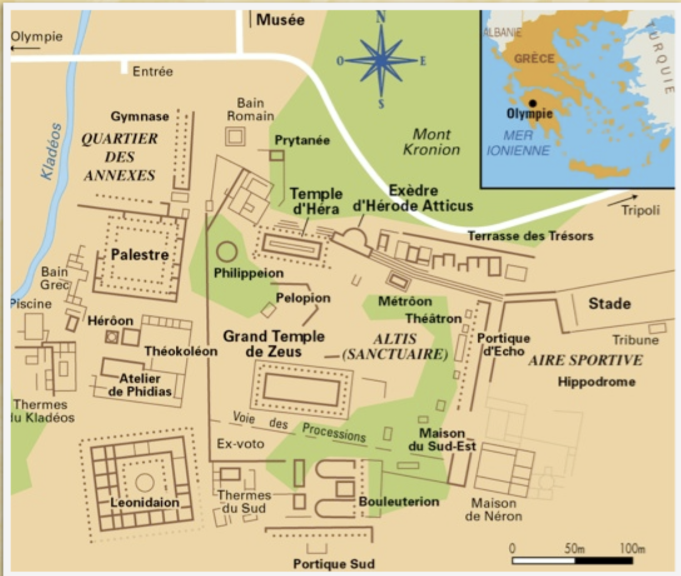 Musée
N
O
E
S
Olympie
Entrée
ALBANIE
TURQUIE
GRÈCE
Olympie
MER
IONIENNE
Kladéos
Gymnase
QUARTIER
DES
ANNEXES
Bain
Romain
Prytanée
Mont
Kronion
Temple
d'Héra
Exèdre
d'Hérode Atticus
Tripoli
Terrasse des Trésors
Palestre
Philippeion
Bain
Grec
Pelopion
Métrôon
Stade
Piscine
Théâtron
Hérôon
Théokoléon
Grand Temple
de Zeus
ALTIS
(SANCTUAIRE)
Portique
d'Echo
Tribune
AIRE SPORTIVE
Hippodrome
Atelier
de Phidias
Thermes
du Kladéos
Voie des Processions
Ex-voto
Maison
du Sud-Est
Leonidaion
Thermes
du Sud
Bouleuterion
Maison
de Néron
Portique Sud
0 50m 100m